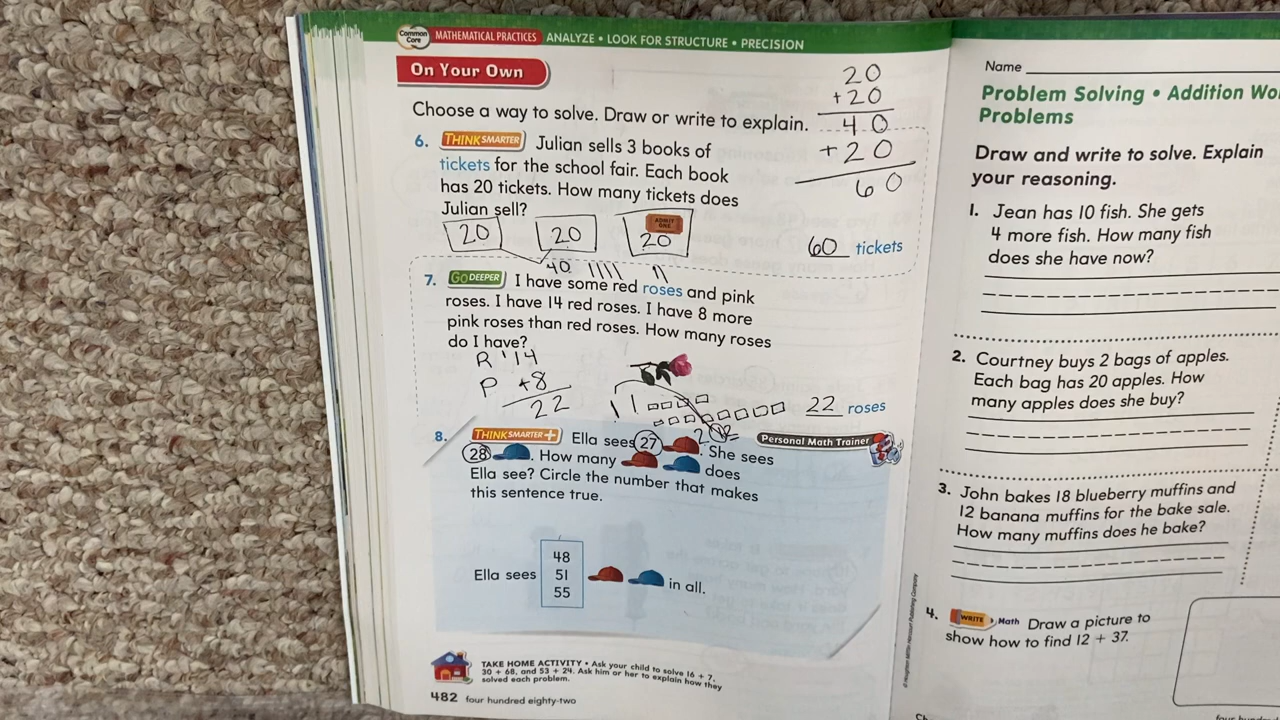 Common Core MATHEMATICAL PRACTICES ANALYZE • LOOK FOR STRUCTURE • PRECISION
On Your Own
Choose a way to solve. Draw or write to explain.
20
+20
40
+20
60
6. THINK SMARTER Julian sells 3 books of
tickets for the school fair. Each book
has 20 tickets. How many tickets does
Julian sell?
20 20 ADMIT ONE 20
60 tickets
40
7. GO DEEPER I have some red roses and pink
roses. I have 14 red roses. I have 8 more
pink roses than red roses. How many roses
do I have?
R 14
P +8
22
22 roses
8. THINK SMARTER + Ella sees 27 . She sees
Personal Math Trainer
28 . How many does
Ella see? Circle the number that makes
this sentence true.
48
Ella sees 51 in all.
55
TAKE HOME ACTIVITY • Ask your child to solve 16 + 7,
30 + 68, and 53 + 24. Ask him or her to explain how they
solved each problem.
482 four hundred eighty-two
Name
Problem Solving • Addition Wo
Problems
Draw and write to solve. Explain
your reasoning.
1. Jean has 10 fish. She gets
4 more fish. How many fish
does she have now?
2. Courtney buys 2 bags of apples.
Each bag has 20 apples. How
many apples does she buy?
3. John bakes 18 blueberry muffins and
12 banana muffins for the bake sale.
How many muffins does he bake?
4. WRITE Math Draw a picture to
show how to find 12 + 37.